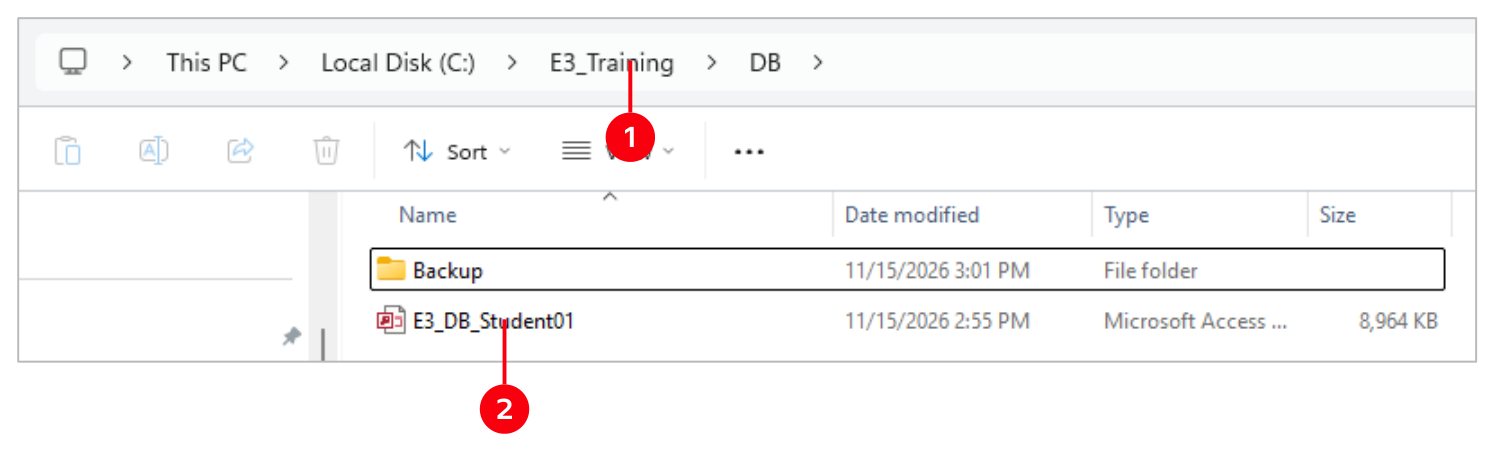 > This PC > Local Disk (C:) > E3_Training > DB >
Sort
1
Name Date modified Type Size
Backup 11/15/2026 3:01 PM File folder
E3_DB_Student01 11/15/2026 2:55 PM Microsoft Access ... 8,964 KB
2